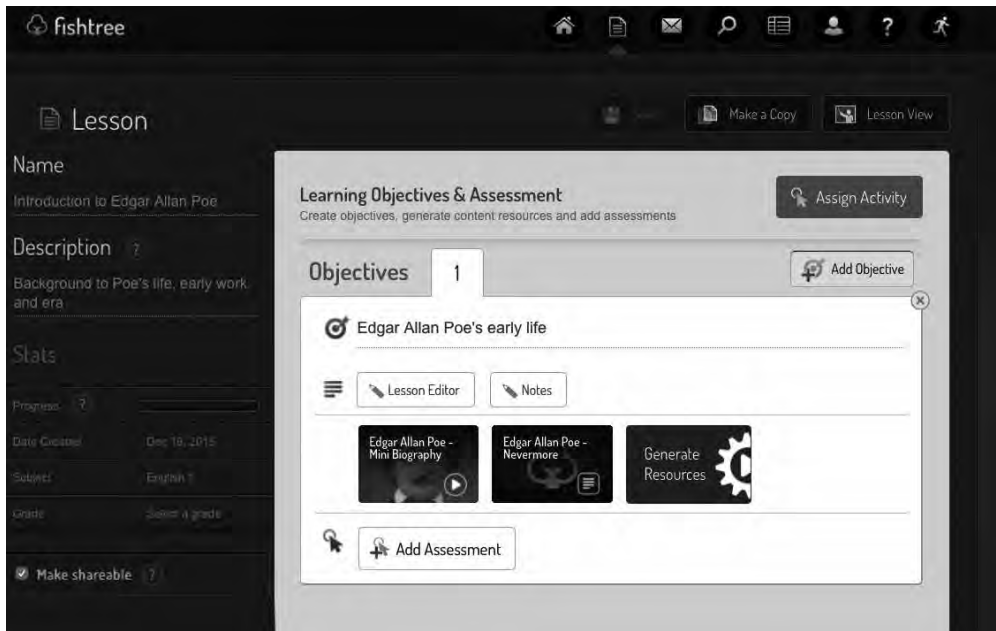 fishtree
?
Lesson
Make a Copy
Lesson View
Name
Introduction to Edgar Allan Poe
Description ?
Background to Poe's life, early work
and era
Stats
Progress ?
Date Created Dec 18, 2015
Subject English 1
Grade Select a grade
Make shareable ?
Learning Objectives & Assessment
Create objectives, generate content resources and add assessments
Assign Activity
Objectives 1
Add Objective
Edgar Allan Poe's early life
Lesson Editor
Notes
Edgar Allan Poe -
Mini Biography
Edgar Allan Poe -
Nevermore
Generate
Resources
Add Assessment